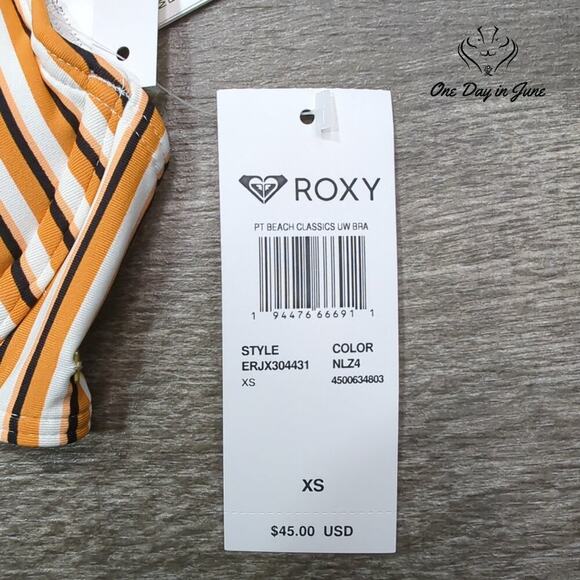 One Day in June
ROXY
PT BEACH CLASSICS UW BRA
1 94476 66691 1
STYLE COLOR
ERJX304431 NLZ4
XS 4500634803
XS
$45.00 USD